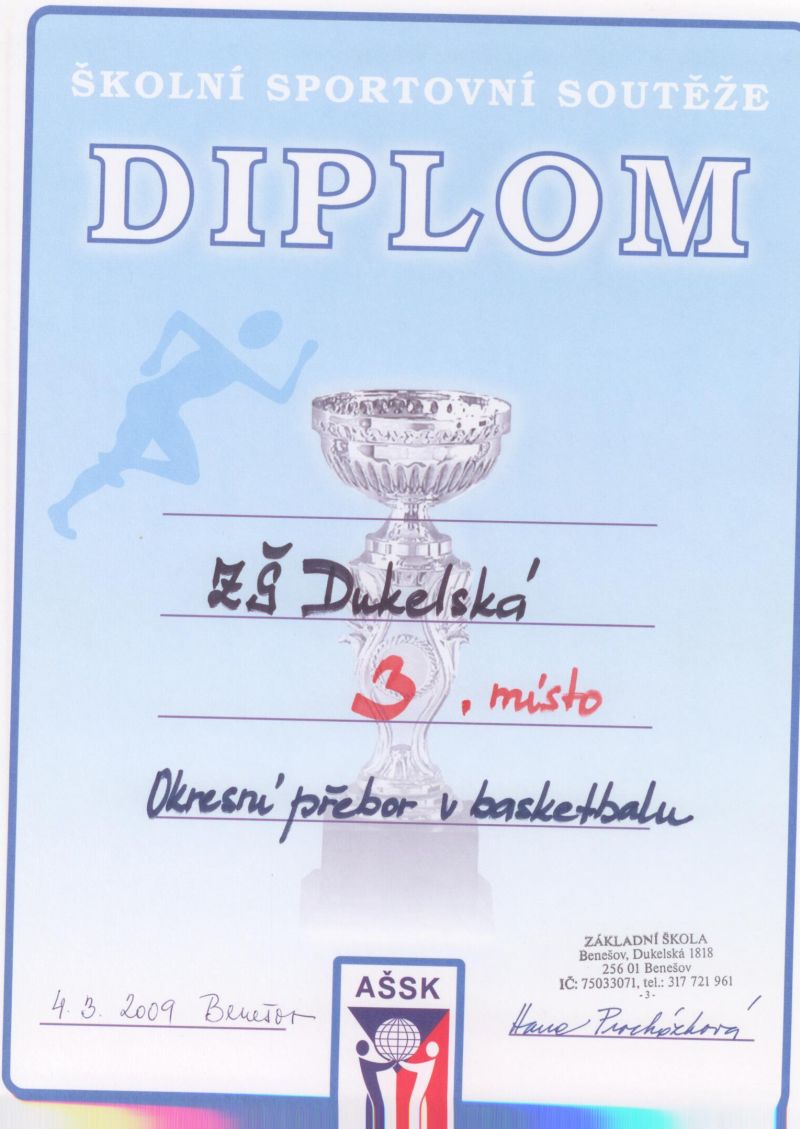 ŠKOLNÍ SPORTOVNÍ SOUTĚŽE
DIPLOM
ZŠ Dukelská
3. místo
Okresní přebor v basketbalu
ZÁKLADNÍ ŠKOLA
Benešov, Dukelská 1818
256 01 Benešov
IČ: 75033071, tel.: 317 721 961
-3-
4. 3. 2009 Benešov
Hana Procházková
AŠSK